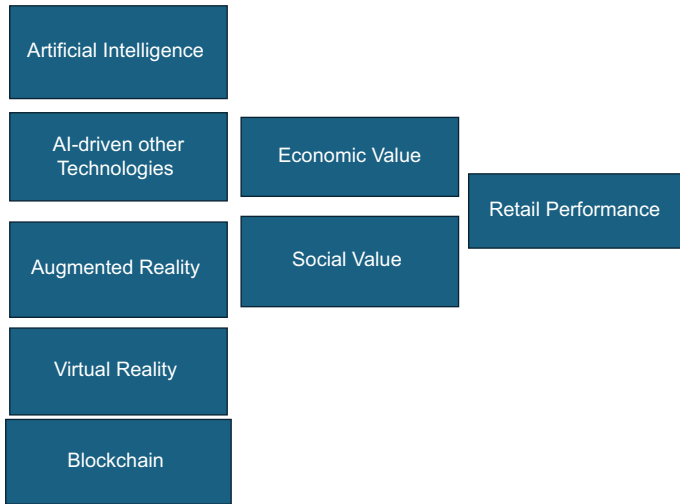 Artificial Intelligence
AI-driven other
Technologies
Augmented Reality
Virtual Reality
Blockchain
Economic Value
Social Value
Retail Performance